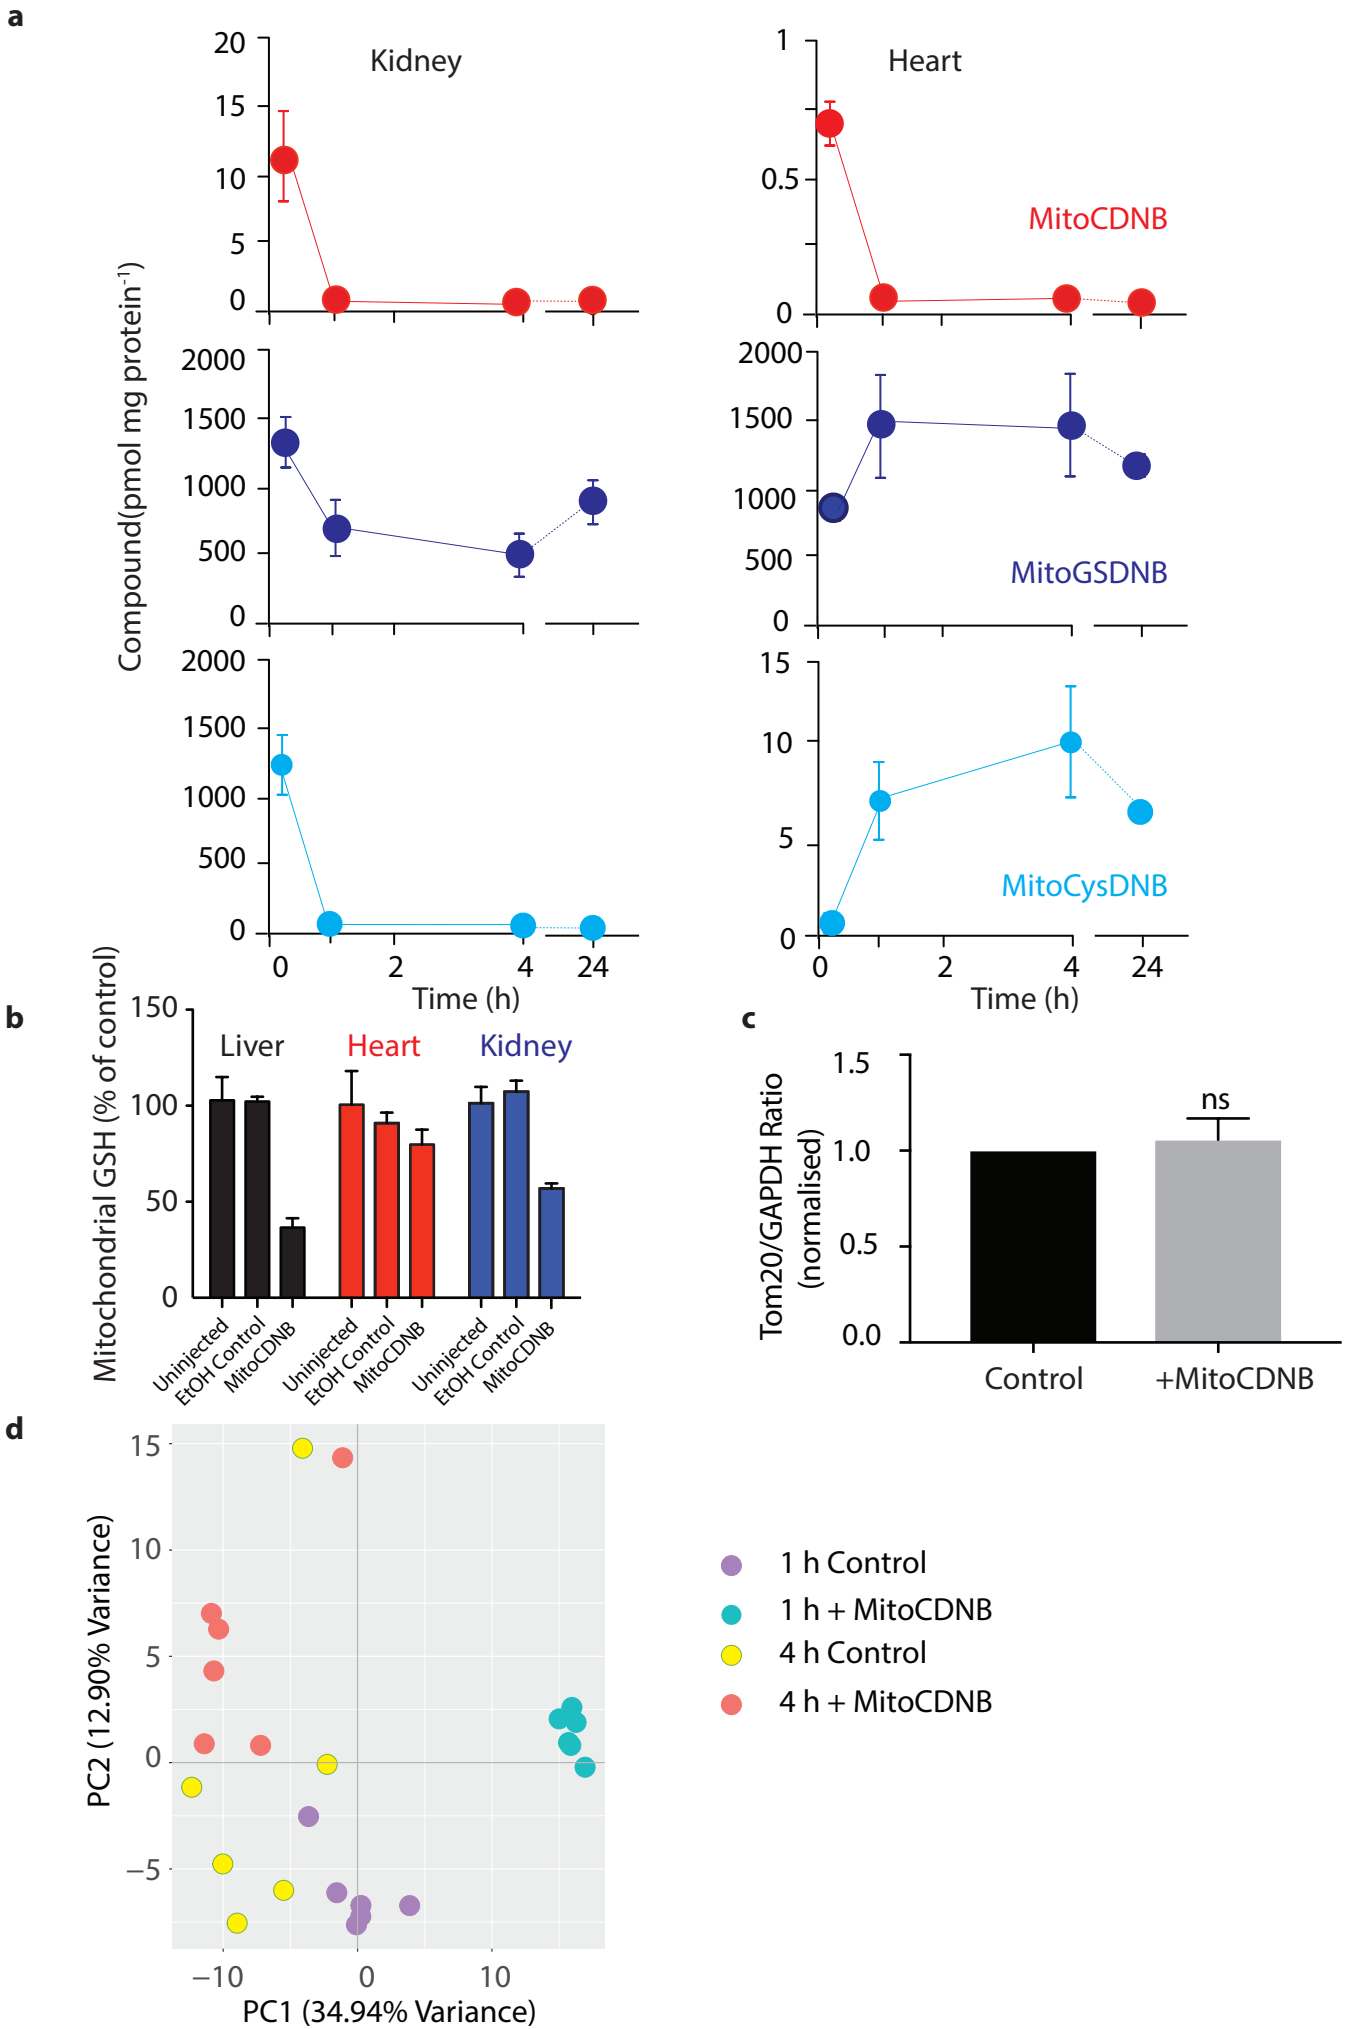 a
Kidney
20
15
10
5
0
Heart
1
0.5
0
MitoCDNB
Compound(pmol mg protein⁻¹)
2000
1500
1000
500
0
2000
1500
1000
500
0
MitoGSDNB
2000
1500
1000
500
0
0
2
4
24
Time (h)
15
10
5
0
MitoCysDNB
0
2
4
24
Time (h)
b
Mitochondrial GSH (% of control)
150
100
50
0
Liver
Heart
Kidney
Uninjected
EtOH Control
MitoCDNB
Uninjected
EtOH Control
MitoCDNB
Uninjected
EtOH Control
MitoCDNB
c
Tom20/GAPDH Ratio
(normalised)
1.5
1.0
0.5
0.0
ns
Control
+MitoCDNB
d
PC2 (12.90% Variance)
15
10
5
0
−5
−10
0
10
PC1 (34.94% Variance)
1 h Control
1 h + MitoCDNB
4 h Control
4 h + MitoCDNB